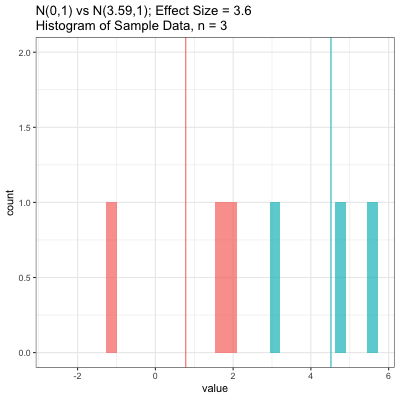 N(0,1) vs N(3.59,1); Effect Size = 3.6
Histogram of Sample Data, n = 3
2.0
1.5
count
1.0
0.5
0.0
-2 0 2 4 6
value